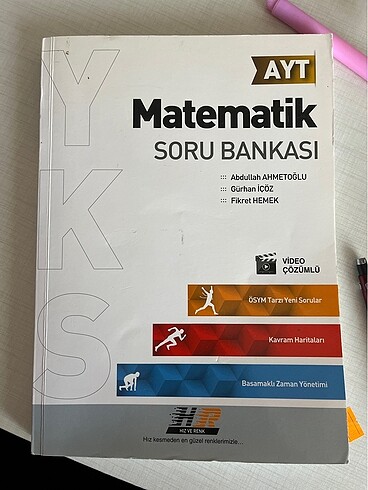 YKS
AYT
Matematik
SORU BANKASI
::: Abdullah AHMETOĞLU
::: Gürhan İÇÖZ
::: Fikret HEMEK
VİDEO
ÇÖZÜMLÜ
ÖSYM Tarzı Yeni Sorular
Kavram Haritaları
Basamaklı Zaman Yönetimi
HR
HIZ VE RENK
Hız kesmeden en güzel renklerimizle...